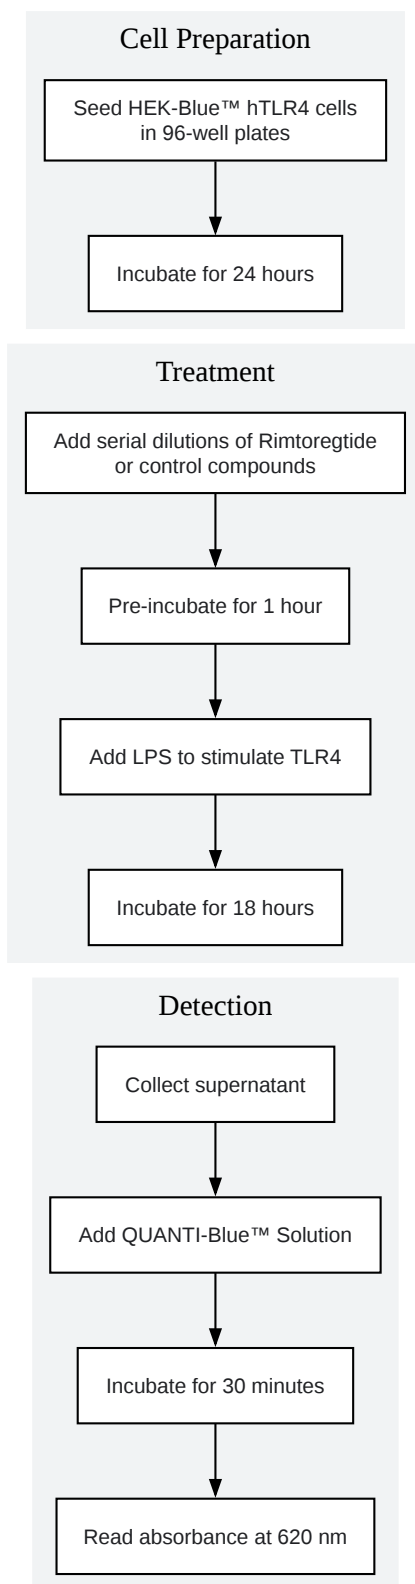 Cell Preparation
Seed HEK-Blue™ hTLR4 cells
in 96-well plates
Incubate for 24 hours
Treatment
Add serial dilutions of Rimtoregtide
or control compounds
Pre-incubate for 1 hour
Add LPS to stimulate TLR4
Incubate for 18 hours
Detection
Collect supernatant
Add QUANTI-Blue™ Solution
Incubate for 30 minutes
Read absorbance at 620 nm